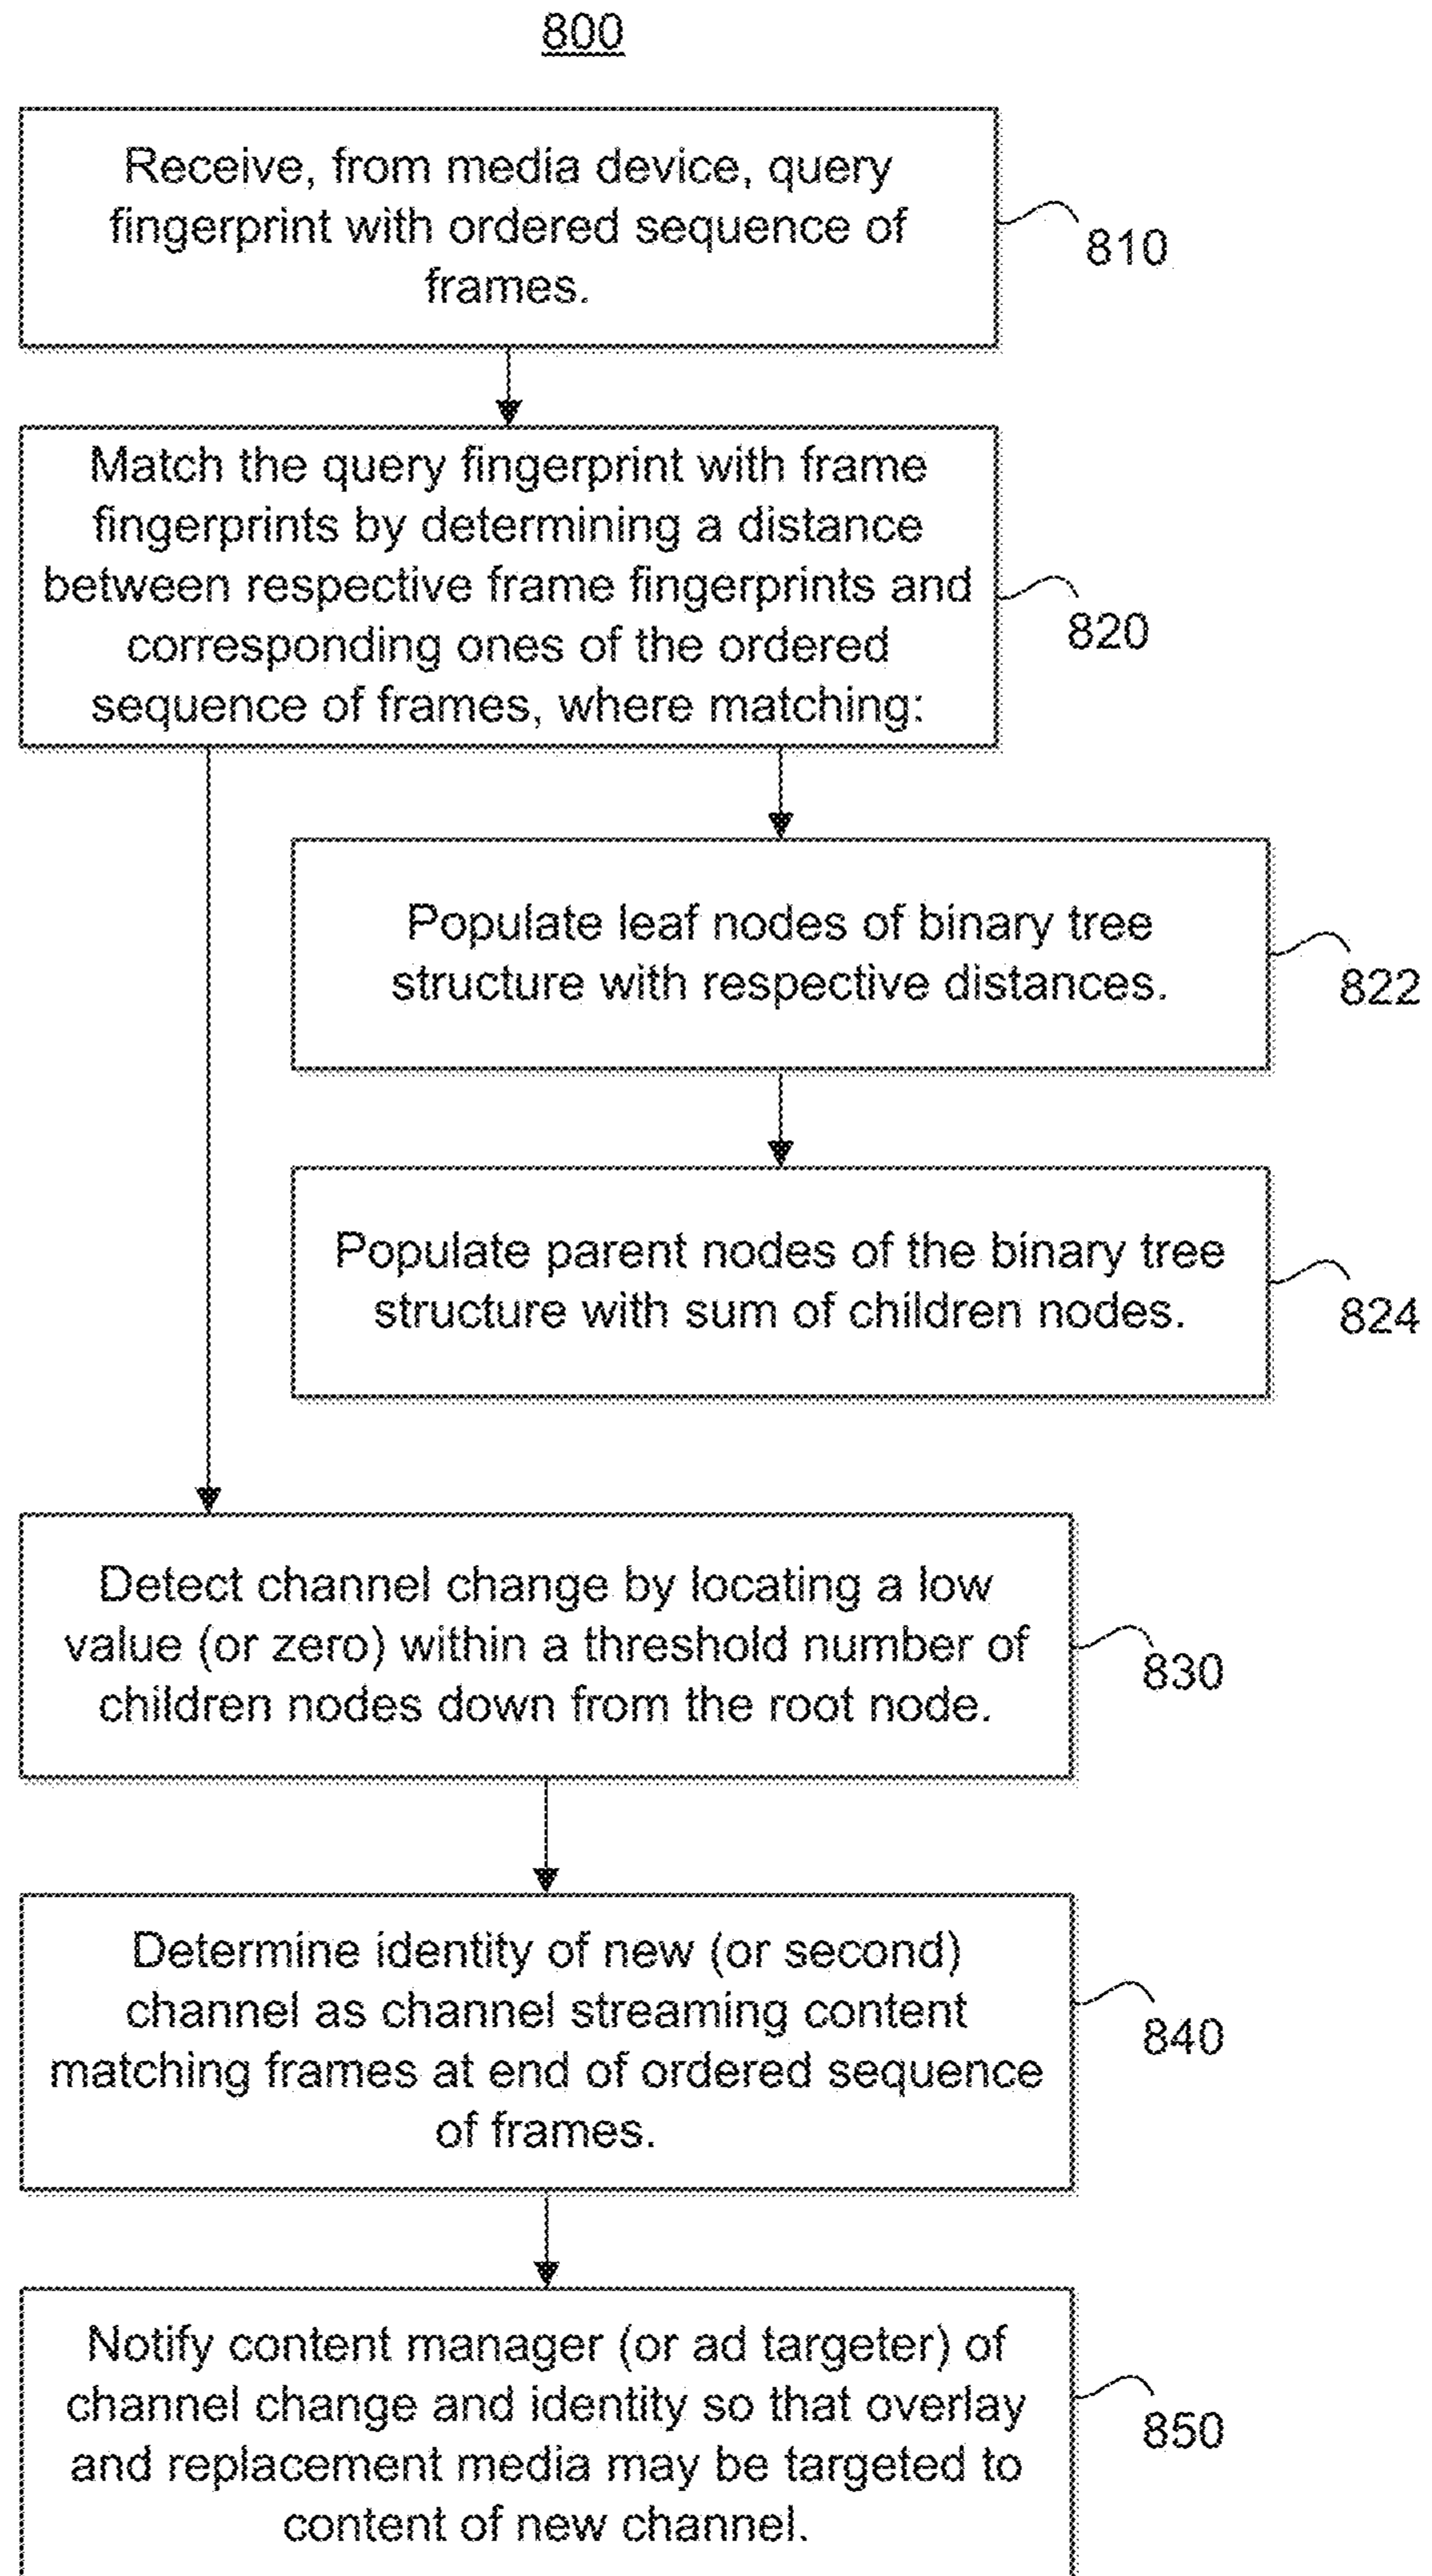 800
Receive, from media device, query
fingerprint with ordered sequence of
frames.
810
Match the query fingerprint with frame
fingerprints by determining a distance
between respective frame fingerprints and
corresponding ones of the ordered
sequence of frames, where matching:
820
Populate leaf nodes of binary tree
structure with respective distances.
822
Populate parent nodes of the binary tree
structure with sum of children nodes.
824
Detect channel change by locating a low
value (or zero) within a threshold number of
children nodes down from the root node.
830
Determine identity of new (or second)
channel as channel streaming content
matching frames at end of ordered sequence
of frames.
840
Notify content manager (or ad targeter) of
channel change and identity so that overlay
and replacement media may be targeted to
content of new channel.
850